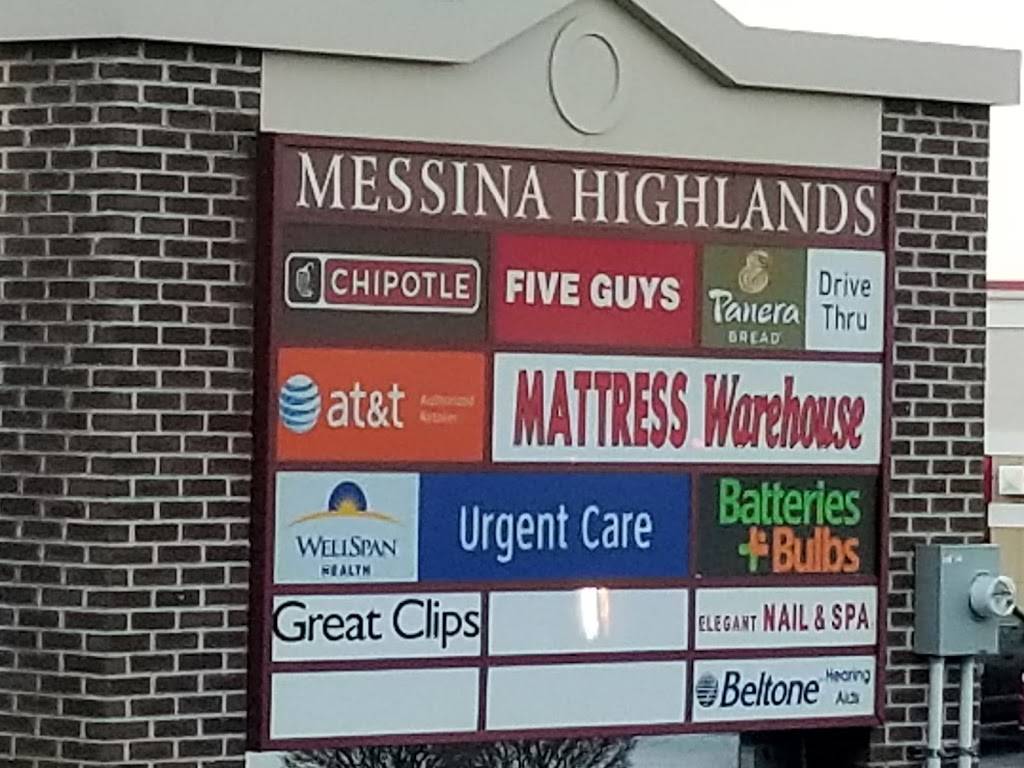 MESSINA HIGHLANDS
CHIPOTLE
FIVE GUYS
Panera
BREAD
Drive
Thru
at&t
Authorized
Retailer
MATTRESS Warehouse
WELLSPAN
HEALTH
Urgent Care
Batteries
+Bulbs
Great Clips
ELEGANT NAIL & SPA
Beltone
Hearing
Aids